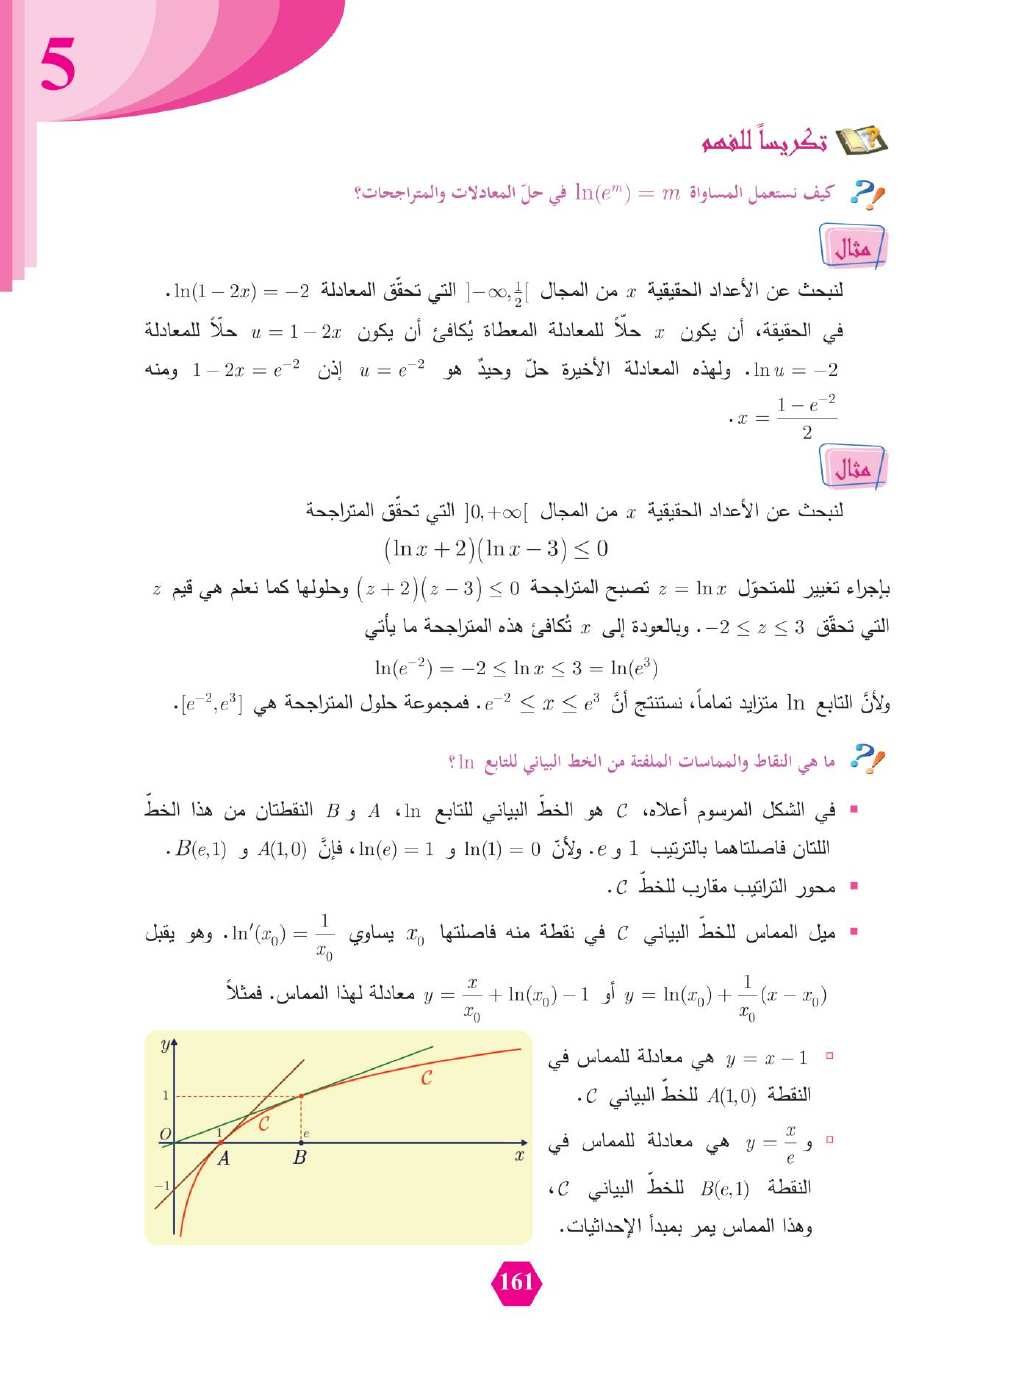 5
تكريساً للفهم
كيف نستعمل المساواة ln(eᵐ) = m في حلّ المعادلات والمتراجحات؟
مثال
لنبحث عن الأعداد الحقيقية x من المجال ]−∞, 1/2[ التي تحقّق المعادلة ln(1 − 2x) = −2.
في الحقيقة، أن يكون x حلّاً للمعادلة المعطاة يُكافئ أن يكون u = 1 − 2x حلّاً للمعادلة
ln u = −2. ولهذه المعادلة الأخيرة حلّ وحيدٌ هو u = e⁻² إذن 1 − 2x = e⁻² ومنه
x = (1 − e⁻²)/2.
مثال
لنبحث عن الأعداد الحقيقية x من المجال ]0, +∞[ التي تحقّق المتراجحة
(ln x + 2)(ln x − 3) ≤ 0
بإجراء تغيير للمتحوّل z = ln x تصبح المتراجحة (z + 2)(z − 3) ≤ 0 وحلولها كما نعلم هي قيم z
التي تحقّق −2 ≤ z ≤ 3. وبالعودة إلى x تُكافئ هذه المتراجحة ما يأتي
ln(e⁻²) = −2 ≤ ln x ≤ 3 = ln(e³)
ولأنَّ التابع ln متزايد تماماً، نستنتج أنَّ e⁻² ≤ x ≤ e³. فمجموعة حلول المتراجحة هي [e⁻², e³].
ما هي النقاط والمماسات الملفتة من الخط البياني للتابع ln؟
▪ في الشكل المرسوم أعلاه، C هو الخطّ البياني للتابع ln، A و B النقطتان من هذا الخطّ
اللتان فاصلتاهما بالترتيب 1 و e. ولأنّ ln(1) = 0 و ln(e) = 1، فإنَّ A(1,0) و B(e,1).
▪ محور التراتيب مقارب للخطّ C.
▪ ميل المماس للخطّ البياني C في نقطة منه فاصلتها x₀ يساوي ln′(x₀) = 1/x₀. وهو يقبل
y = ln(x₀) + 1/x₀ (x − x₀) أو y = x/x₀ + ln(x₀) − 1 معادلة لهذا المماس. فمثلاً
▫ y = x − 1 هي معادلة للمماس في
النقطة A(1,0) للخطّ البياني C.
▫ و y = x/e هي معادلة للمماس في
النقطة B(e,1) للخطّ البياني C،
وهذا المماس يمر بمبدأ الإحداثيات.
y
C
1
C
O
1
e
A
B
x
−1
161